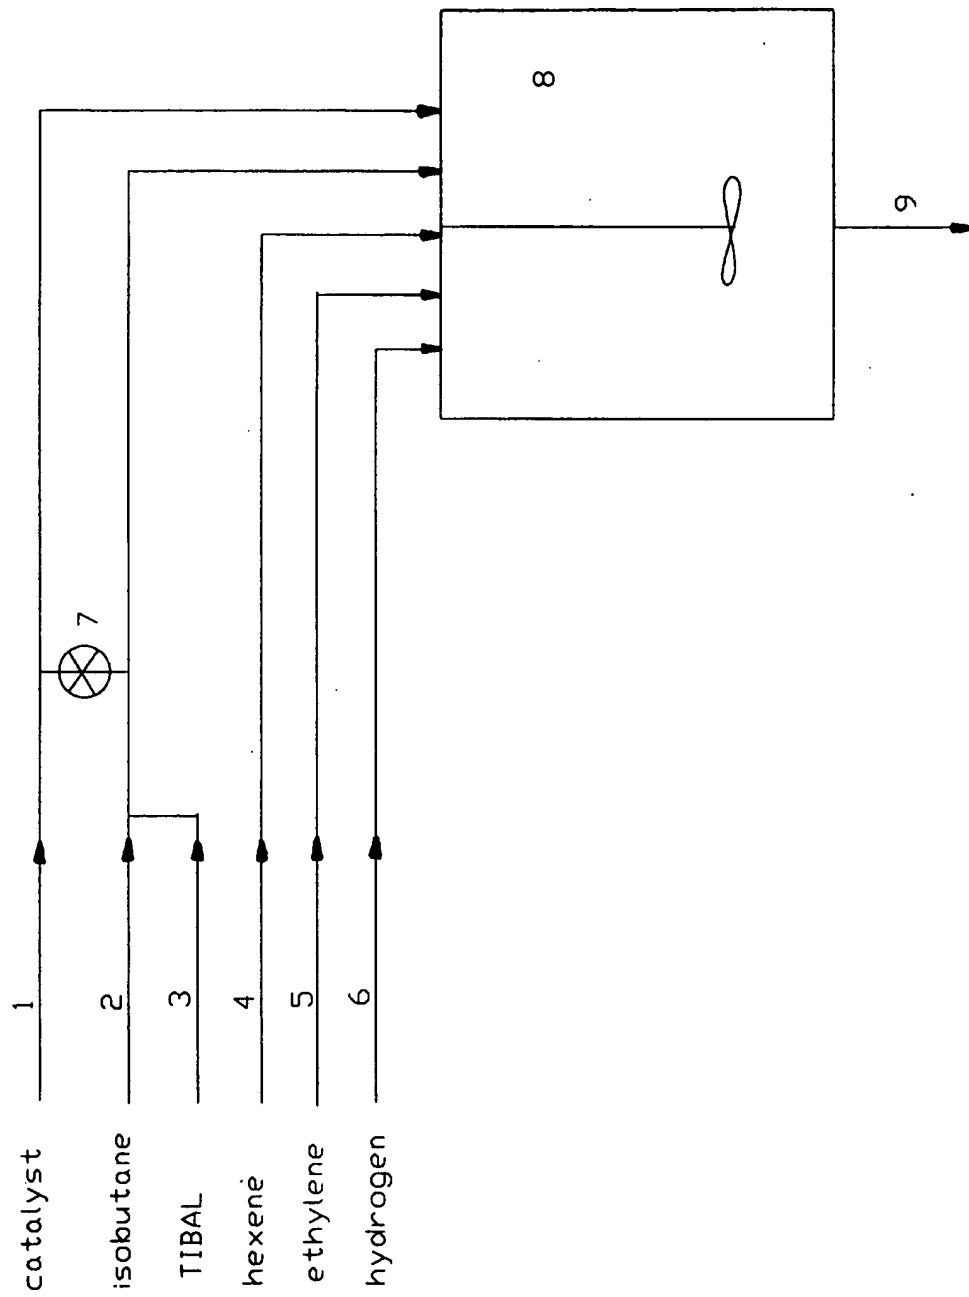 catalyst 1
isobutane 2
TIBAL 3
hexene 4
ethylene 5
hydrogen 6
7
8
9